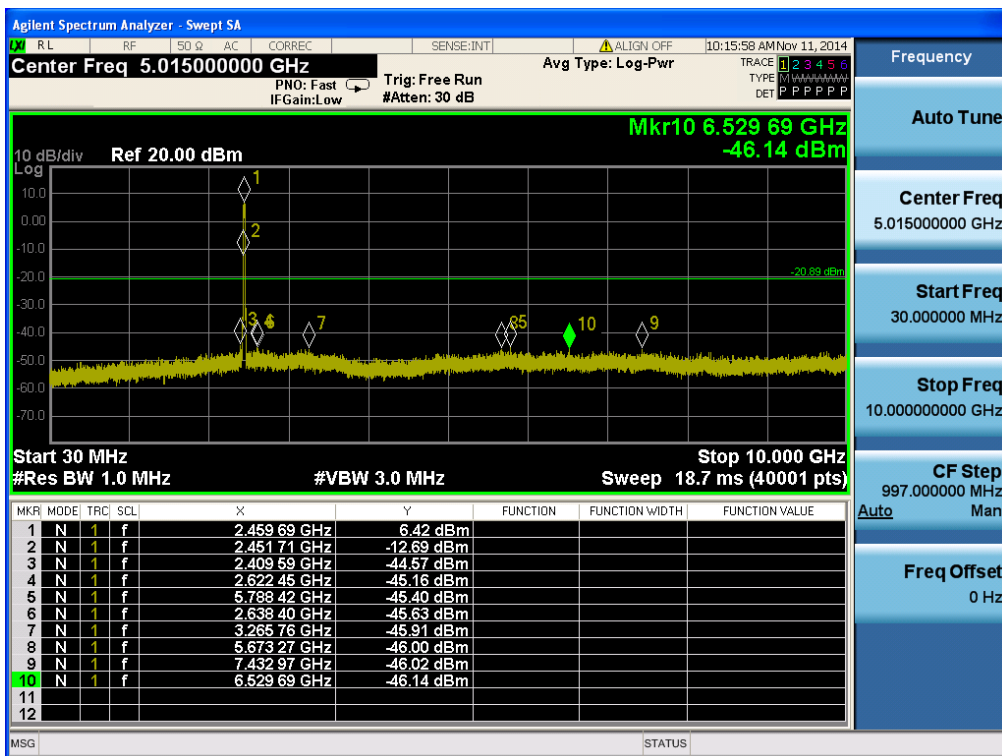 Agilent Spectrum Analyzer - Swept SA
LXI RL RF 50 Ω AC CORREC SENSE:INT ALIGN OFF 10:15:58 AM Nov 11, 2014
Center Freq 5.015000000 GHz
PNO: Fast
IFGain:Low
Trig: Free Run
#Atten: 30 dB
Avg Type: Log-Pwr
TRACE 1 2 3 4 5 6
TYPE M WWWWW
DET P P P P P P
Mkr10 6.529 69 GHz
-46.14 dBm
10 dB/div Ref 20.00 dBm
Log
10.0
0.00
-10.0
-20.0
-30.0
-40.0
-50.0
-60.0
-70.0
1
2
3
4
6
7
8
5
10
9
-20.89 dBm
Start 30 MHz Stop 10.000 GHz
#Res BW 1.0 MHz #VBW 3.0 MHz Sweep 18.7 ms (40001 pts)
MKR MODE TRC SCL X Y FUNCTION FUNCTION WIDTH FUNCTION VALUE
1 N 1 f 2.459 69 GHz 6.42 dBm
2 N 1 f 2.451 71 GHz -12.69 dBm
3 N 1 f 2.409 59 GHz -44.57 dBm
4 N 1 f 2.622 45 GHz -45.16 dBm
5 N 1 f 5.788 42 GHz -45.40 dBm
6 N 1 f 2.638 40 GHz -45.63 dBm
7 N 1 f 3.265 76 GHz -45.91 dBm
8 N 1 f 5.673 27 GHz -46.00 dBm
9 N 1 f 7.432 97 GHz -46.02 dBm
10 N 1 f 6.529 69 GHz -46.14 dBm
11
12
MSG STATUS
Frequency
Auto Tune
Center Freq
5.015000000 GHz
Start Freq
30.000000 MHz
Stop Freq
10.000000000 GHz
CF Step
997.000000 MHz
Auto Man
Freq Offset
0 Hz